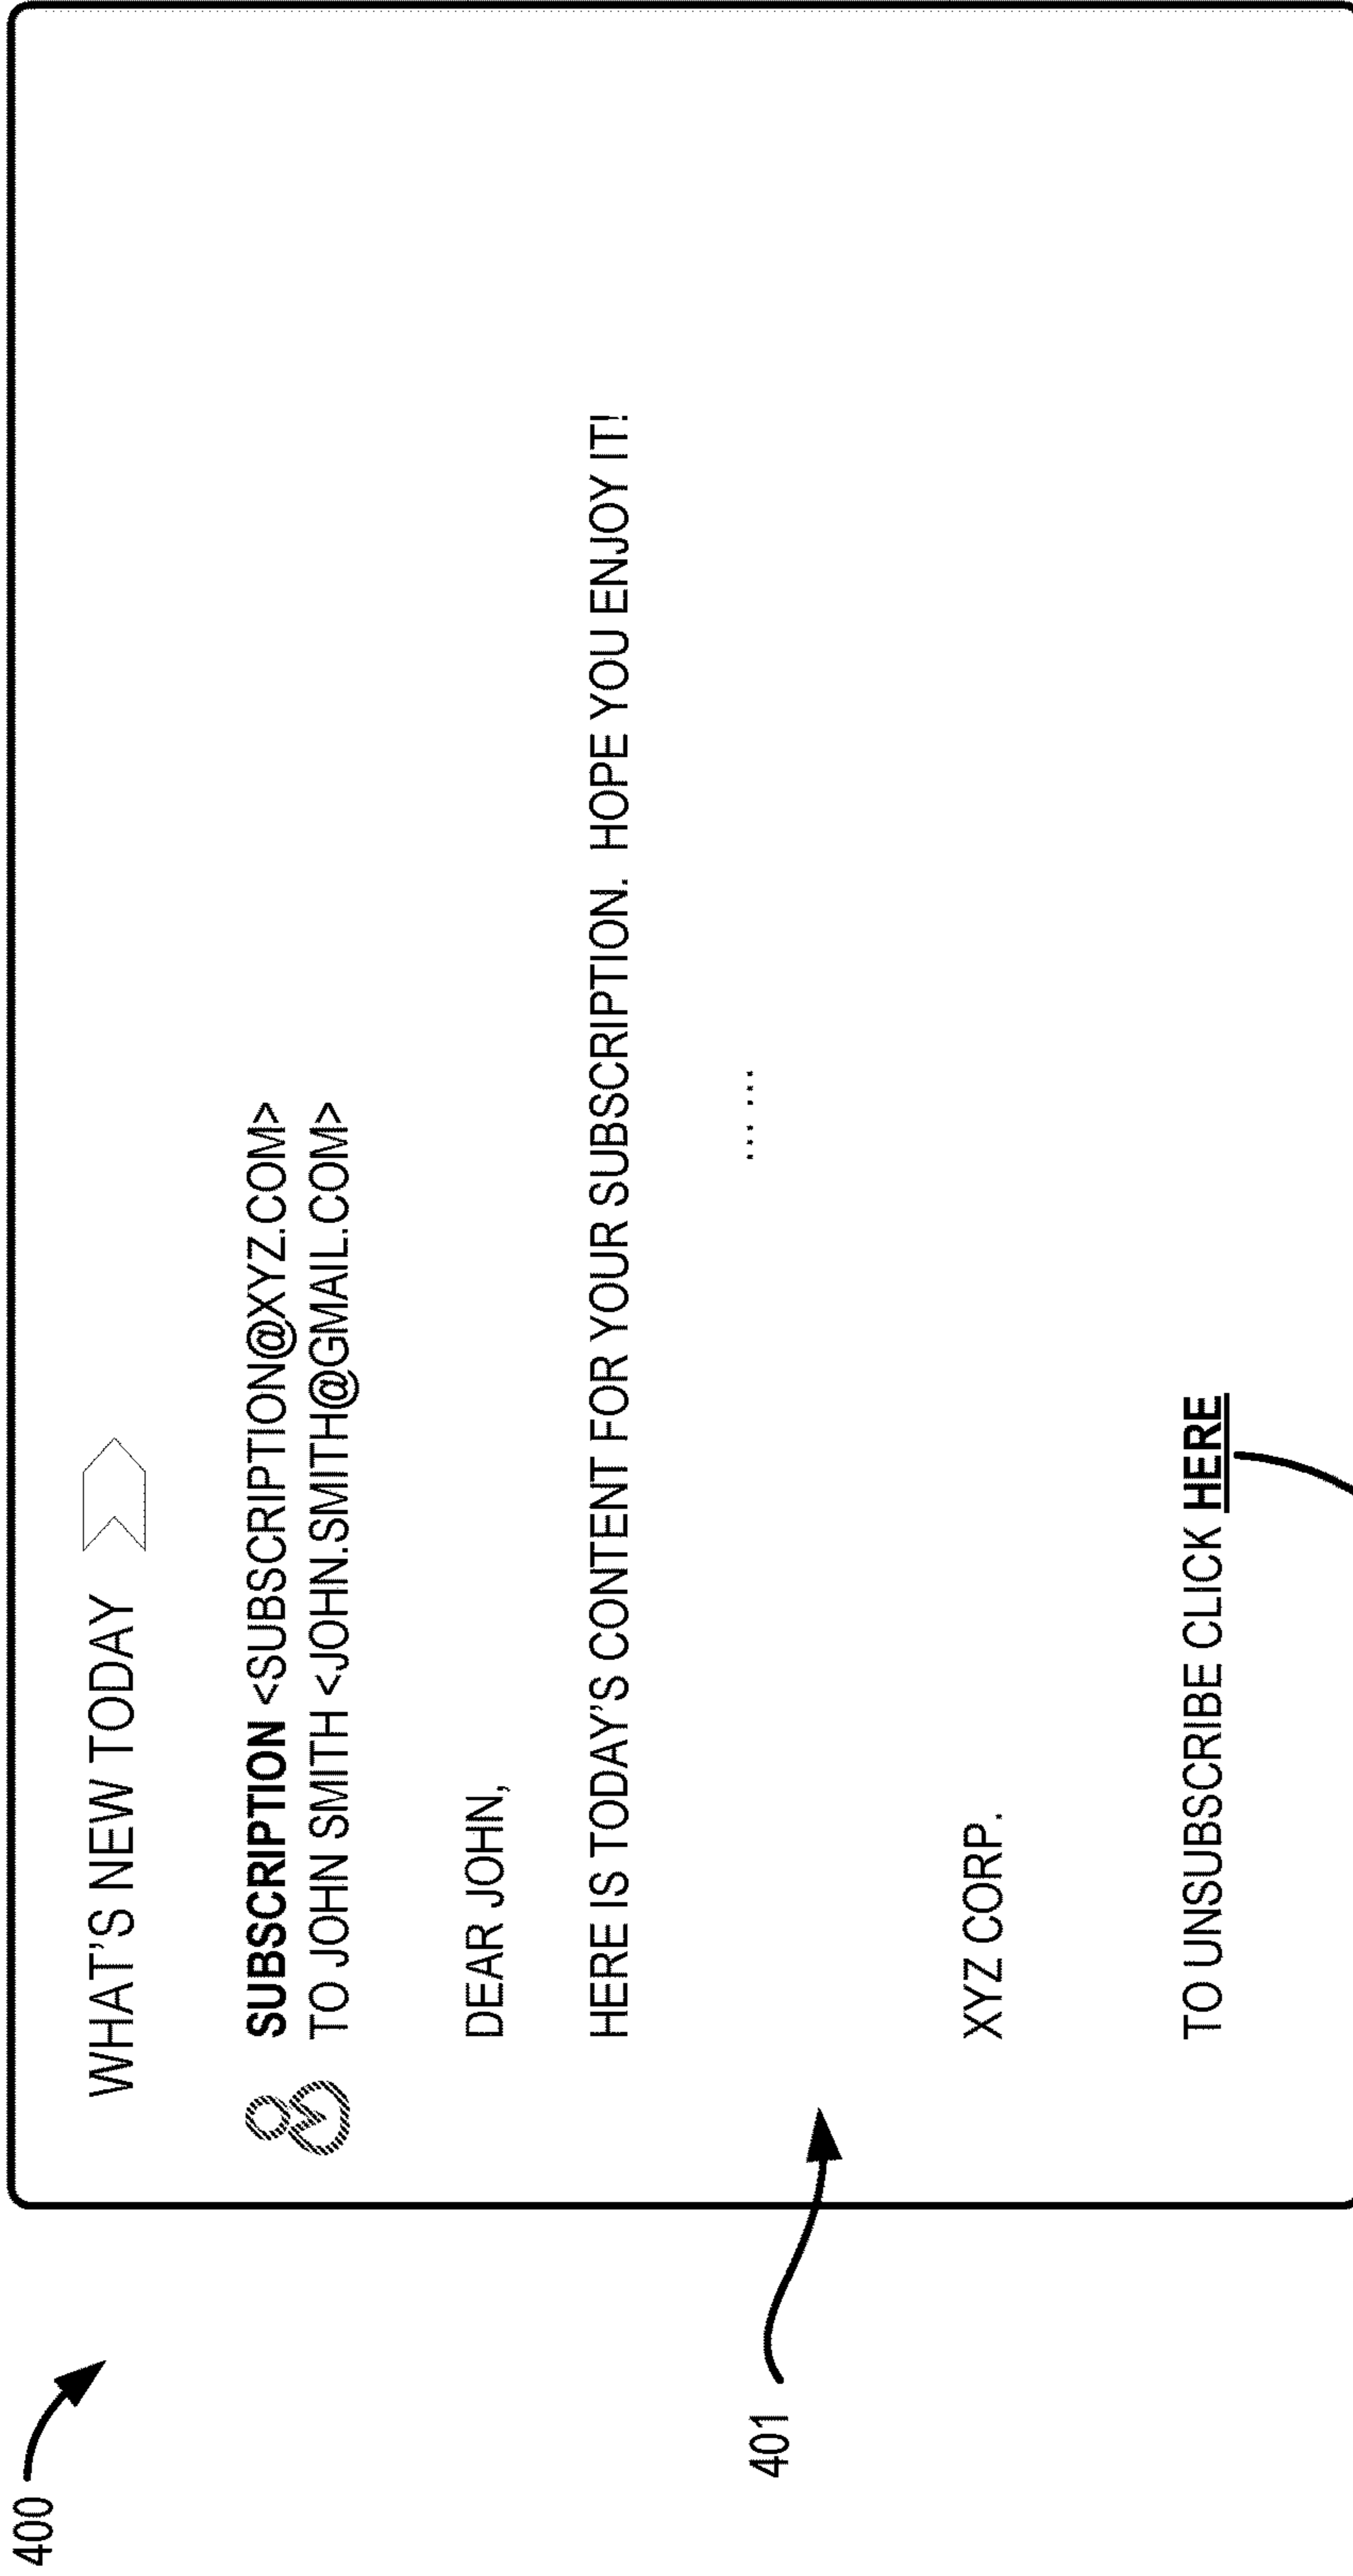 400
WHAT'S NEW TODAY
SUBSCRIPTION <SUBSCRIPTION@XYZ.COM>
TO JOHN SMITH <JOHN.SMITH@GMAIL.COM>
DEAR JOHN,
HERE IS TODAY'S CONTENT FOR YOUR SUBSCRIPTION.  HOPE YOU ENJOY IT!
... ...
401
XYZ CORP.
TO UNSUBSCRIBE CLICK HERE